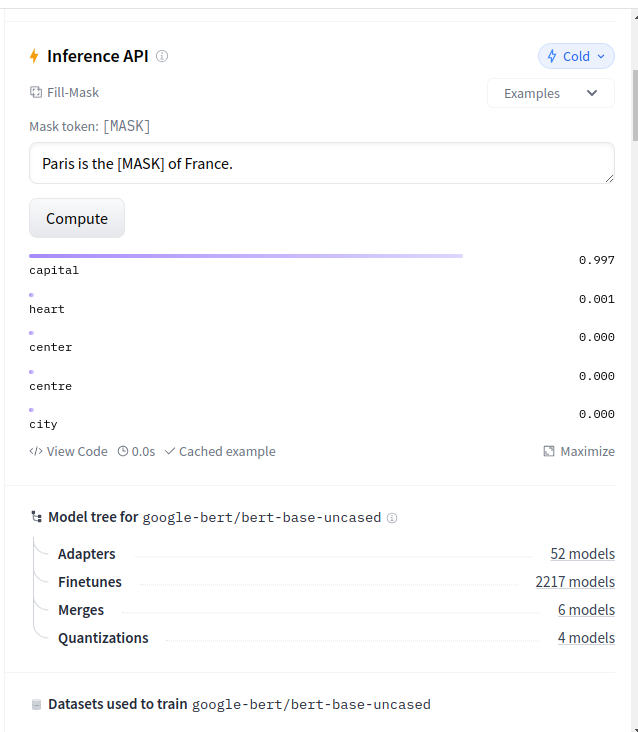 Inference API
Cold
Fill-Mask
Examples
Mask token: [MASK]
Paris is the [MASK] of France.
Compute
capital 0.997
heart 0.001
center 0.000
centre 0.000
city 0.000
</> View Code 0.0s Cached example Maximize
Model tree for google-bert/bert-base-uncased
Adapters 52 models
Finetunes 2217 models
Merges 6 models
Quantizations 4 models
Datasets used to train google-bert/bert-base-uncased